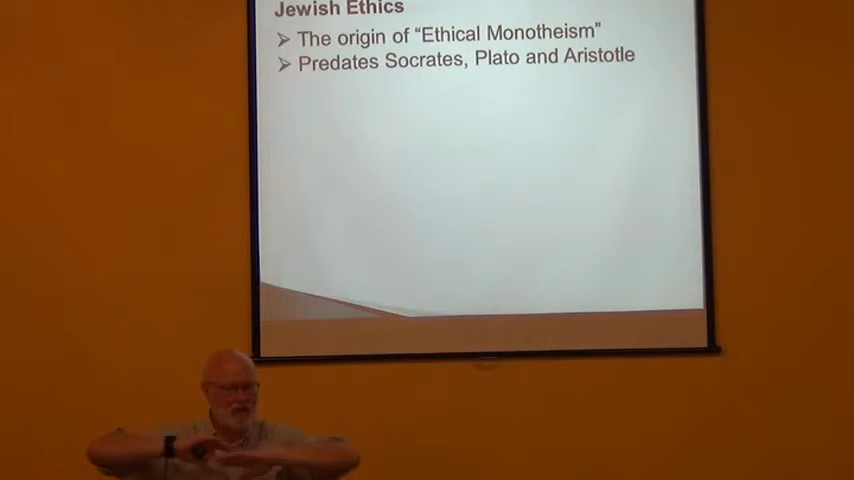 Jewish Ethics
➢ The origin of “Ethical Monotheism”
➢ Predates Socrates, Plato and Aristotle